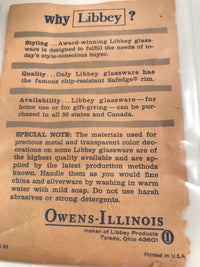 why Libbey ?
Styling...Award-winning Libbey glass-
ware is designed to fulfill the needs of to-
day's style-conscious buyer.
Quality...Only Libbey glassware has
the famous chip-resistant Safedge® rim.
Availability...Libbey glassware—for
home use or for gift-giving—can be pur-
chased in all 50 states and Canada.
SPECIAL NOTE: The materials used for
precious metal and transparent color dec-
orations on some Libbey glassware are of
the highest quality available and are ap-
plied by the latest production methods
known. Handle them as you would fine
china and silverware by washing in warm
water with mild soap. Do not use harsh
abrasives or strong detergents.
OWENS-ILLINOIS
maker of Libbey Products
Toledo, Ohio 43601
Printed in U.S.A.